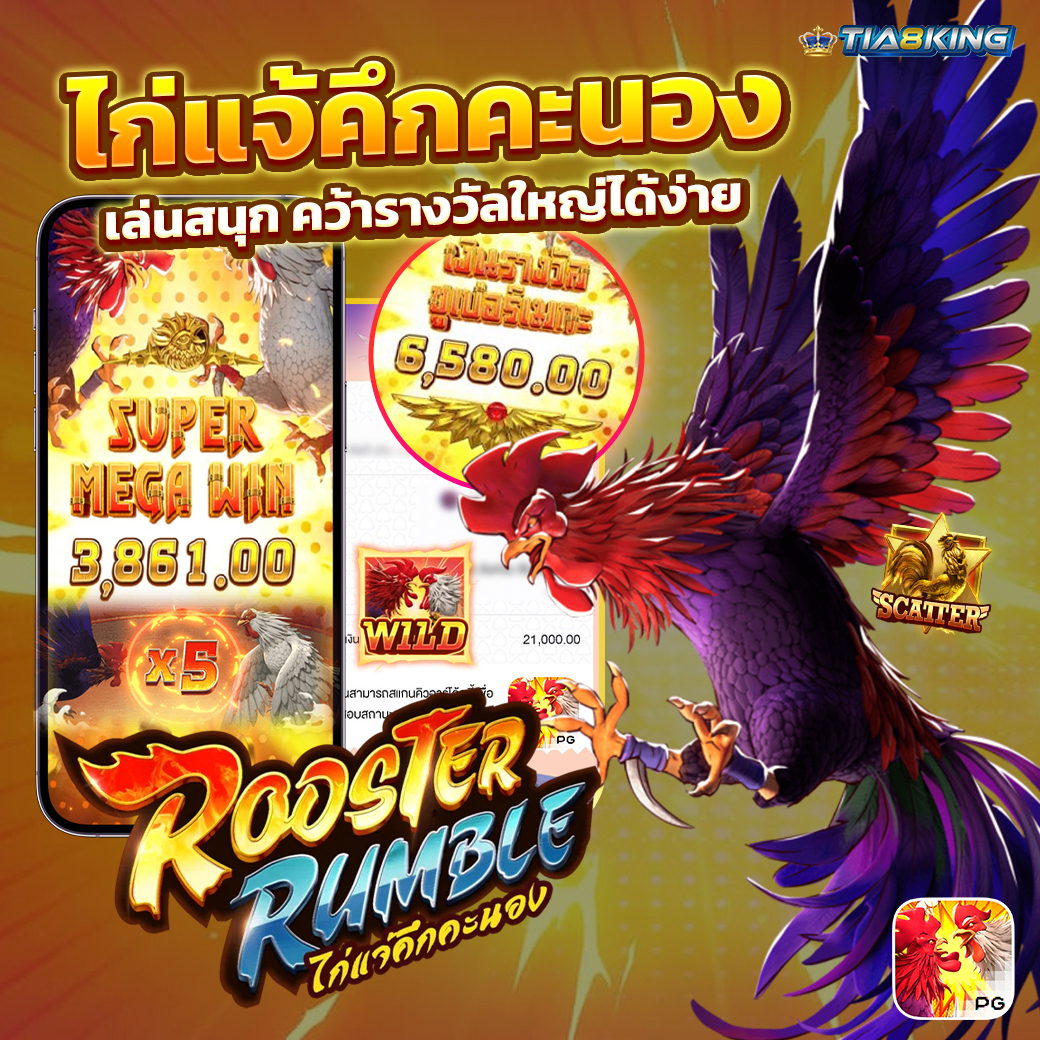 TIA8KING
ไก่แจ้คึกคะนอง
เล่นสนุก คว้ารางวัลใหญ่ได้ง่าย
เงินรางวัล
ซูเปอร์เมกะ
6,580.00
SUPER
MEGA WIN
3,861.00
x5
WILD
SCATTER
21,000.00
PG
ROOSTER
RUMBLE
ไก่แจ้คึกคะนอง
PG